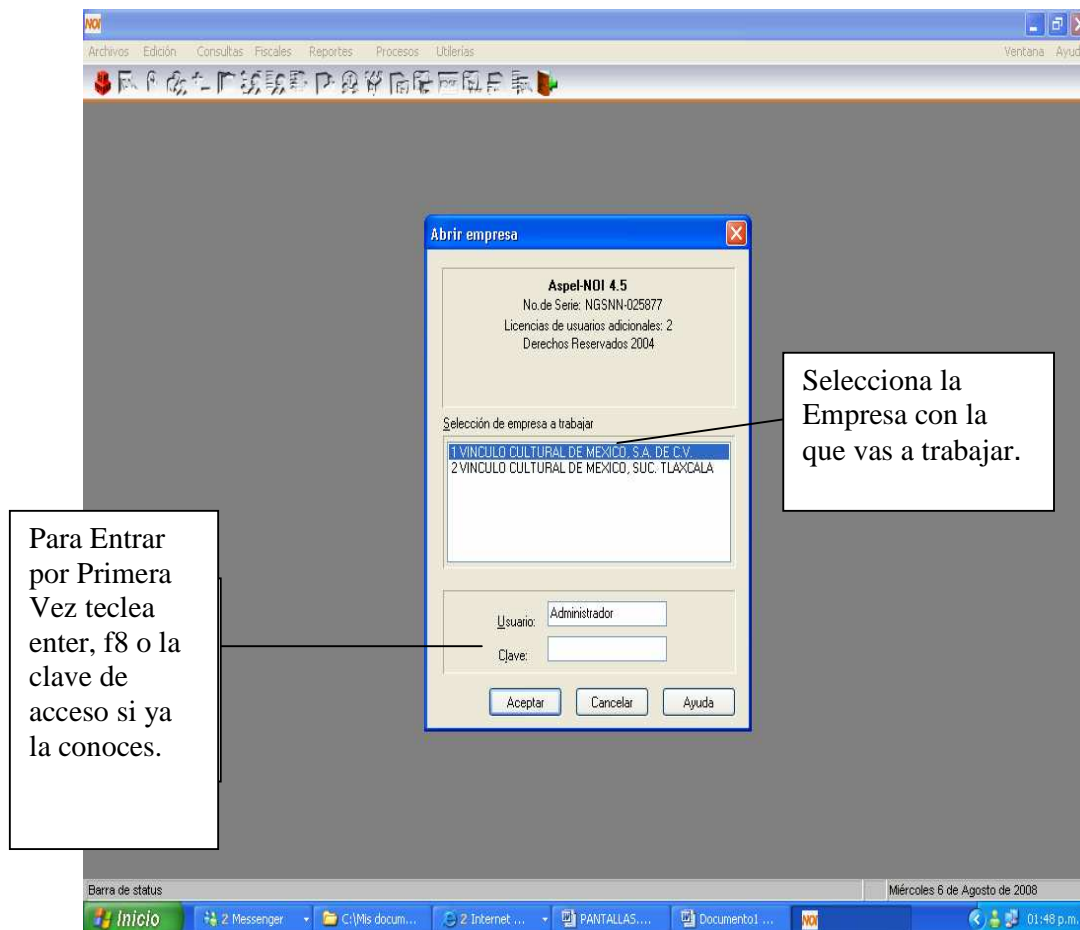 NOI
Archivos Edición Consultas Fiscales Reportes Procesos Utilerías Ventana Ayud
Abrir empresa
Aspel-NOI 4.5
No.de Serie: NGSNN-025877
Licencias de usuarios adicionales: 2
Derechos Reservados 2004
Selección de empresa a trabajar
1 VINCULO CULTURAL DE MEXICO, S.A. DE C.V.
2 VINCULO CULTURAL DE MEXICO, SUC. TLAXCALA
Selecciona la
Empresa con la
que vas a trabajar.
Para Entrar
por Primera
Vez teclea
enter, f8 o la
clave de
acceso si ya
la conoces.
Usuario: Administrador
Clave:
Aceptar Cancelar Ayuda
Barra de status Miércoles 6 de Agosto de 2008
Inicio 2 Messenger C:\Mis docum... 2 Internet ... PANTALLAS.... Documento1 ... NOI 01:48 p.m.